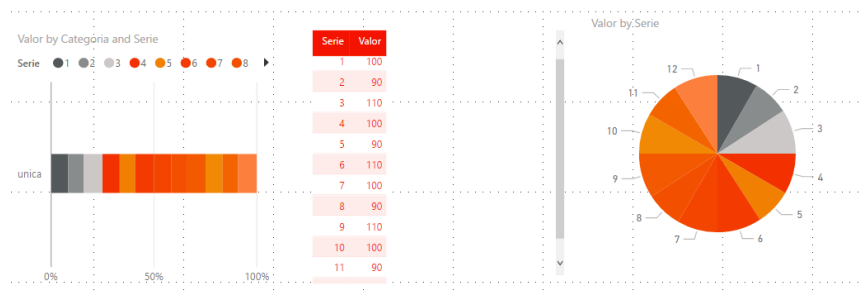 Valor by Categoria and Serie
Serie 1 2 3 4 5 6 7 8
unica
0% 50% 100%
Serie Valor
1 100
2 90
3 110
4 100
5 90
6 110
7 100
8 90
9 110
10 100
11 90
Valor by Serie
12 1
11 2
10 3
9 4
8 5
7 6